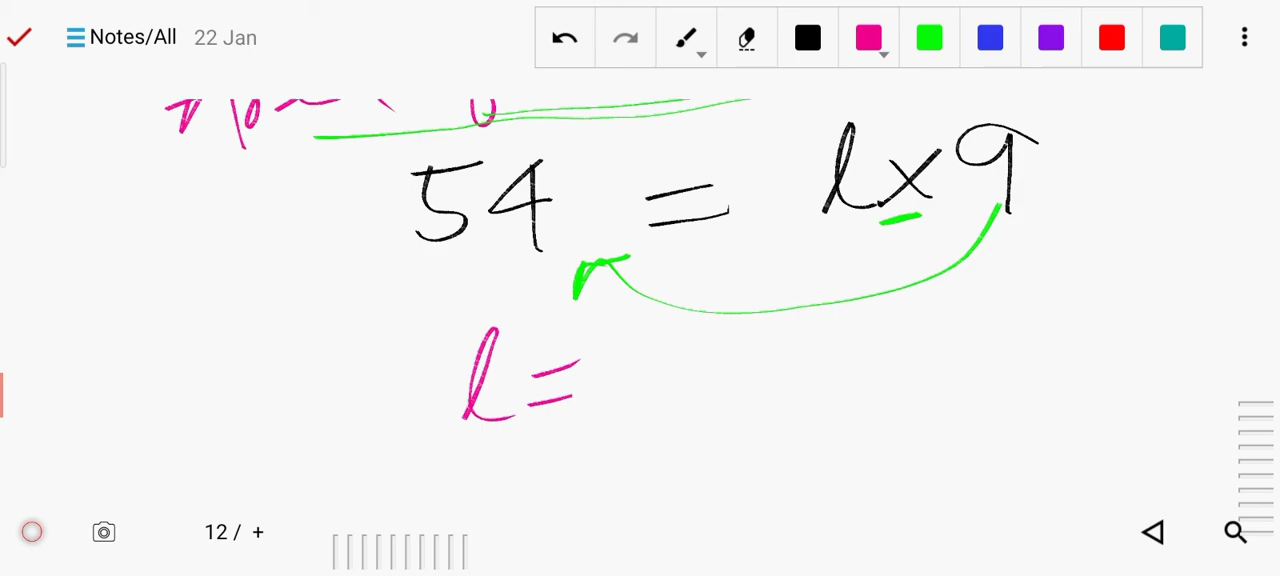 Notes/All 22 Jan
54 = l x 9
l =
12 / +